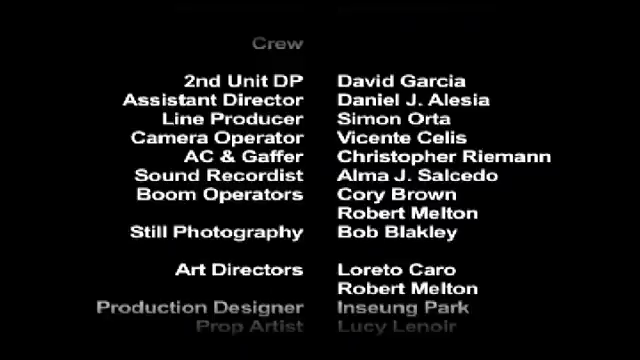 Crew
2nd Unit DP David Garcia
Assistant Director Daniel J. Alesia
Line Producer Simon Orta
Camera Operator Vicente Celis
AC & Gaffer Christopher Riemann
Sound Recordist Alma J. Salcedo
Boom Operators Cory Brown
Robert Melton
Still Photography Bob Blakley
Art Directors Loreto Caro
Robert Melton
Production Designer Inseung Park
Prop Artist Lucy Lenoir